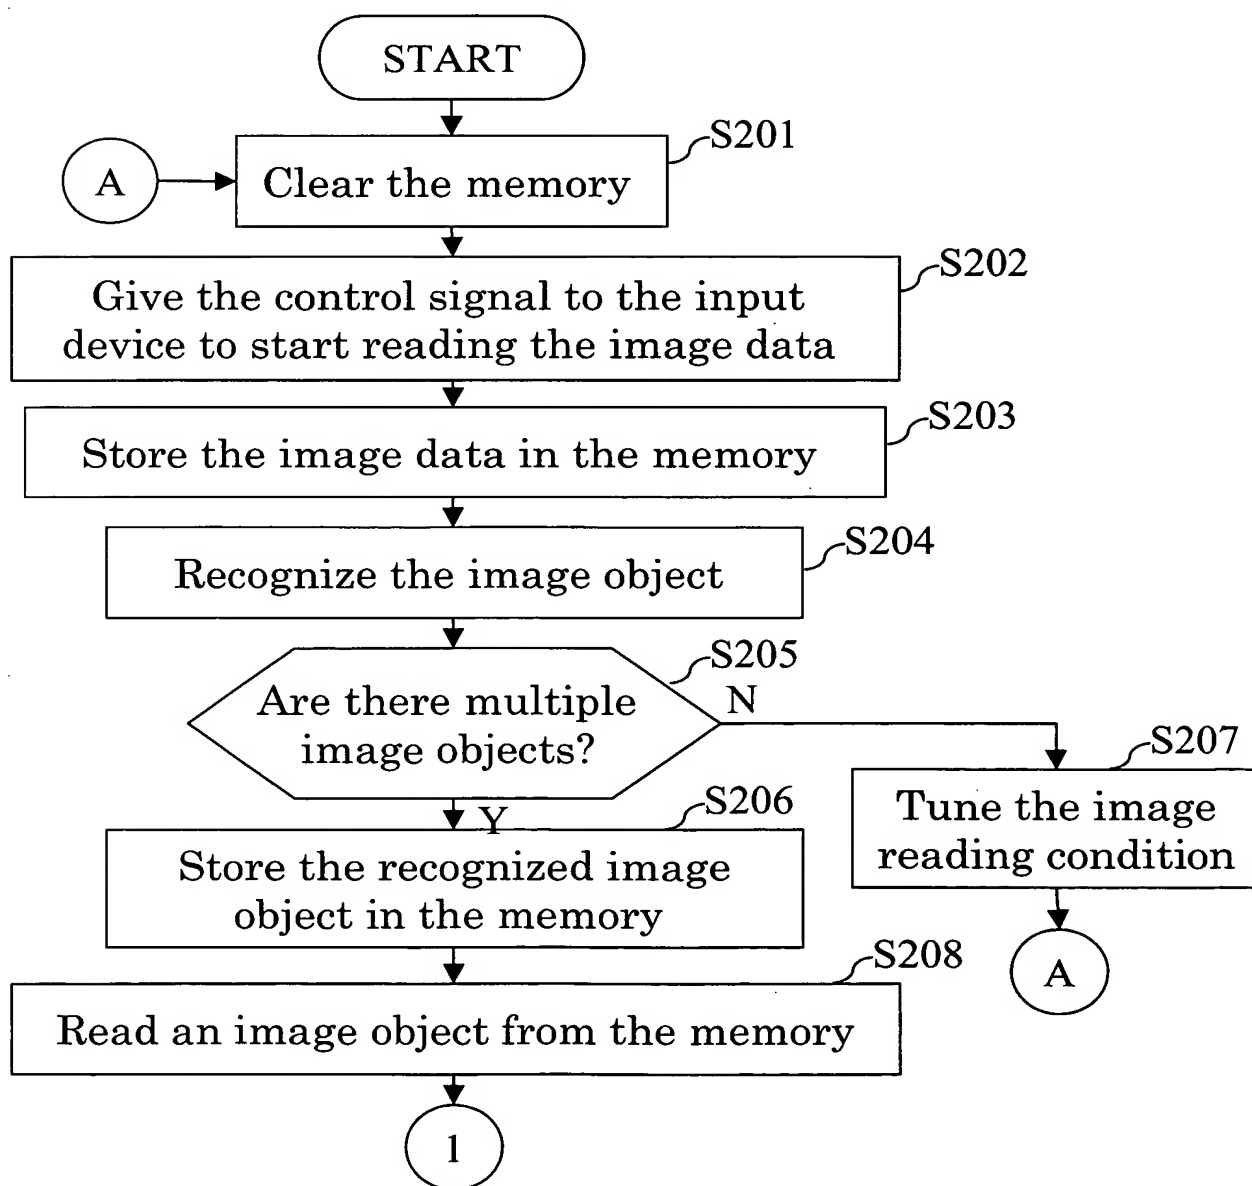 START
S201
A
Clear the memory
S202
Give the control signal to the input
device to start reading the image data
S203
Store the image data in the memory
S204
Recognize the image object
S205
Are there multiple
image objects?
N
Y
S207
Tune the image
reading condition
A
S206
Store the recognized image
object in the memory
S208
Read an image object from the memory
1